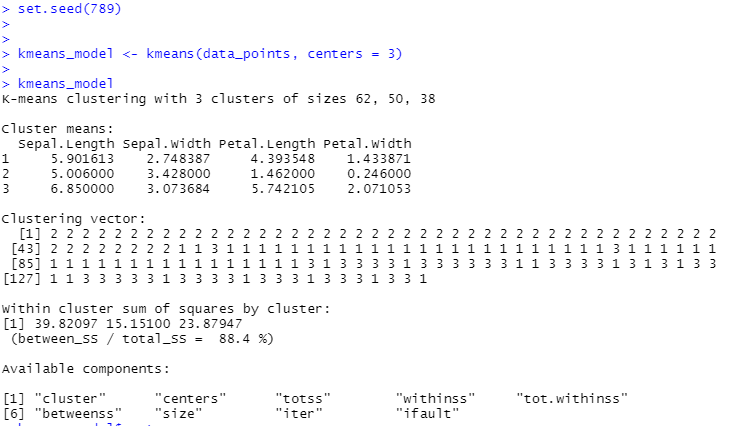 > set.seed(789)
>
>
> kmeans_model <- kmeans(data_points, centers = 3)
>
> kmeans_model
K-means clustering with 3 clusters of sizes 62, 50, 38
Cluster means:
  Sepal.Length Sepal.Width Petal.Length Petal.Width
1     5.901613    2.748387     4.393548    1.433871
2     5.006000    3.428000     1.462000    0.246000
3     6.850000    3.073684     5.742105    2.071053
Clustering vector:
  [1] 2 2 2 2 2 2 2 2 2 2 2 2 2 2 2 2 2 2 2 2 2 2 2 2 2 2 2 2 2 2 2 2 2 2 2 2 2 2 2 2 2 2
 [43] 2 2 2 2 2 2 2 2 1 1 3 1 1 1 1 1 1 1 1 1 1 1 1 1 1 1 1 1 1 1 1 1 1 1 1 3 1 1 1 1 1 1
 [85] 1 1 1 1 1 1 1 1 1 1 1 1 1 1 1 1 3 1 3 3 3 3 1 3 3 3 3 3 3 1 1 3 3 3 3 1 3 1 3 1 3 3
[127] 1 1 3 3 3 3 3 1 3 3 3 3 1 3 3 3 1 3 3 3 1 3 3 1
Within cluster sum of squares by cluster:
[1] 39.82097 15.15100 23.87947
 (between_SS / total_SS =  88.4 %)
Available components:
[1] "cluster"      "centers"      "totss"        "withinss"     "tot.withinss"
[6] "betweenss"    "size"         "iter"         "ifault"